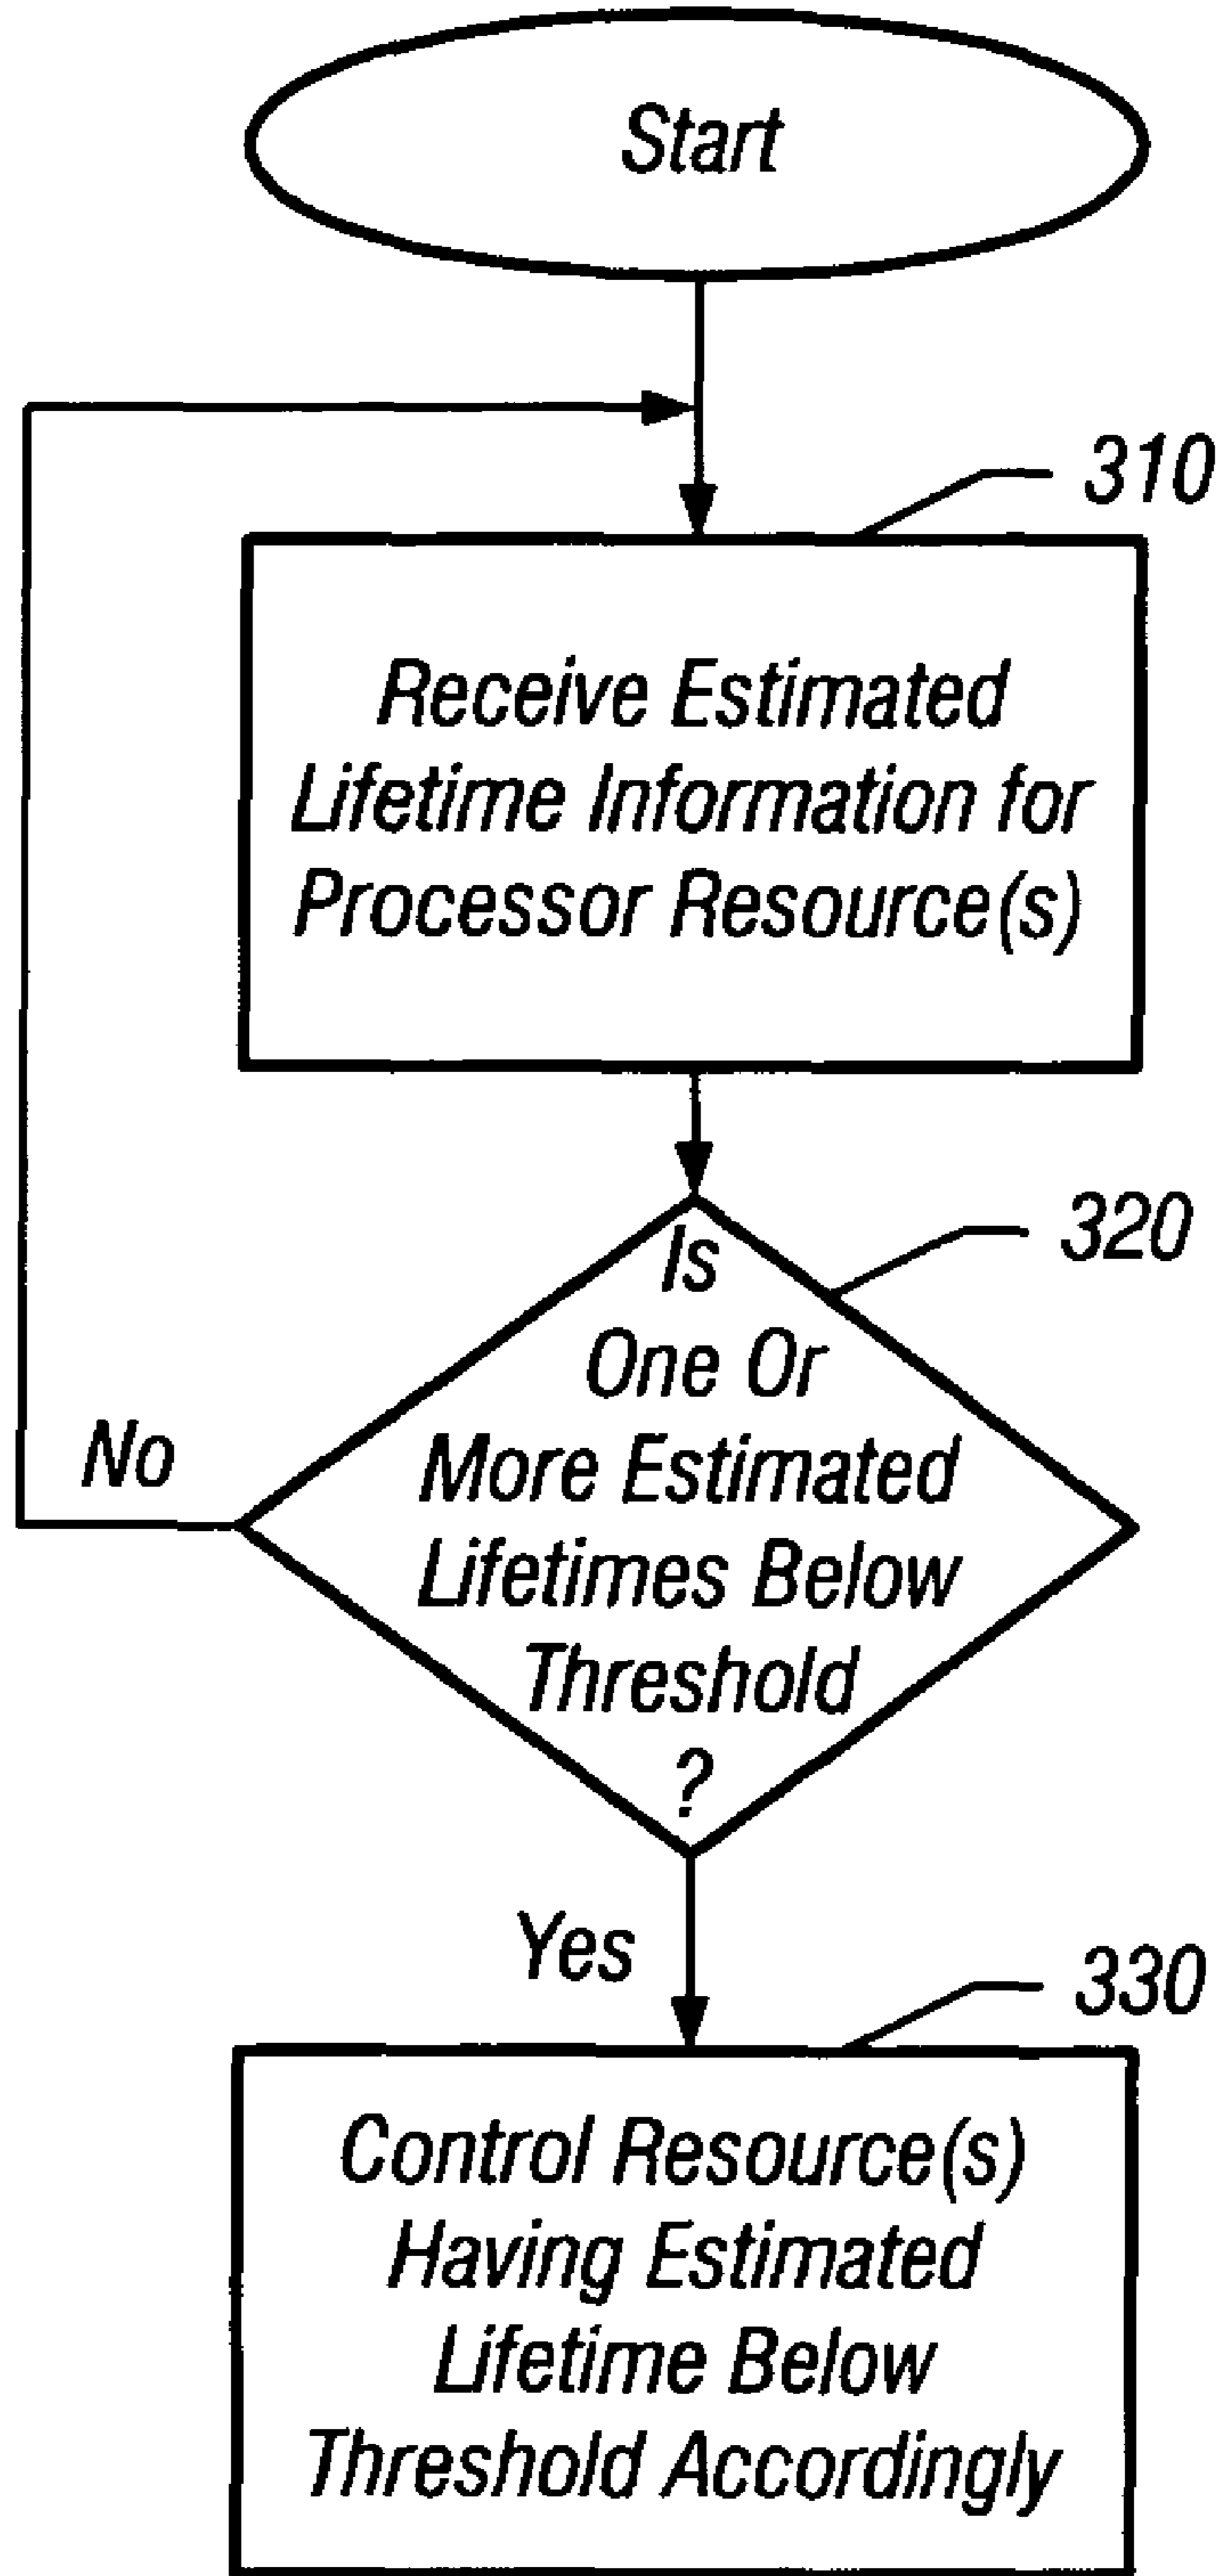 Start
310
Receive Estimated
Lifetime Information for
Processor Resource(s)
320
Is
One Or
More Estimated
Lifetimes Below
Threshold
?
No
Yes
330
Control Resource(s)
Having Estimated
Lifetime Below
Threshold Accordingly